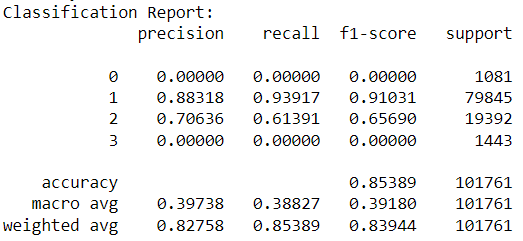 Classification Report:
precision recall f1-score support
0 0.00000 0.00000 0.00000 1081
1 0.88318 0.93917 0.91031 79845
2 0.70636 0.61391 0.65690 19392
3 0.00000 0.00000 0.00000 1443
accuracy 0.85389 101761
macro avg 0.39738 0.38827 0.39180 101761
weighted avg 0.82758 0.85389 0.83944 101761